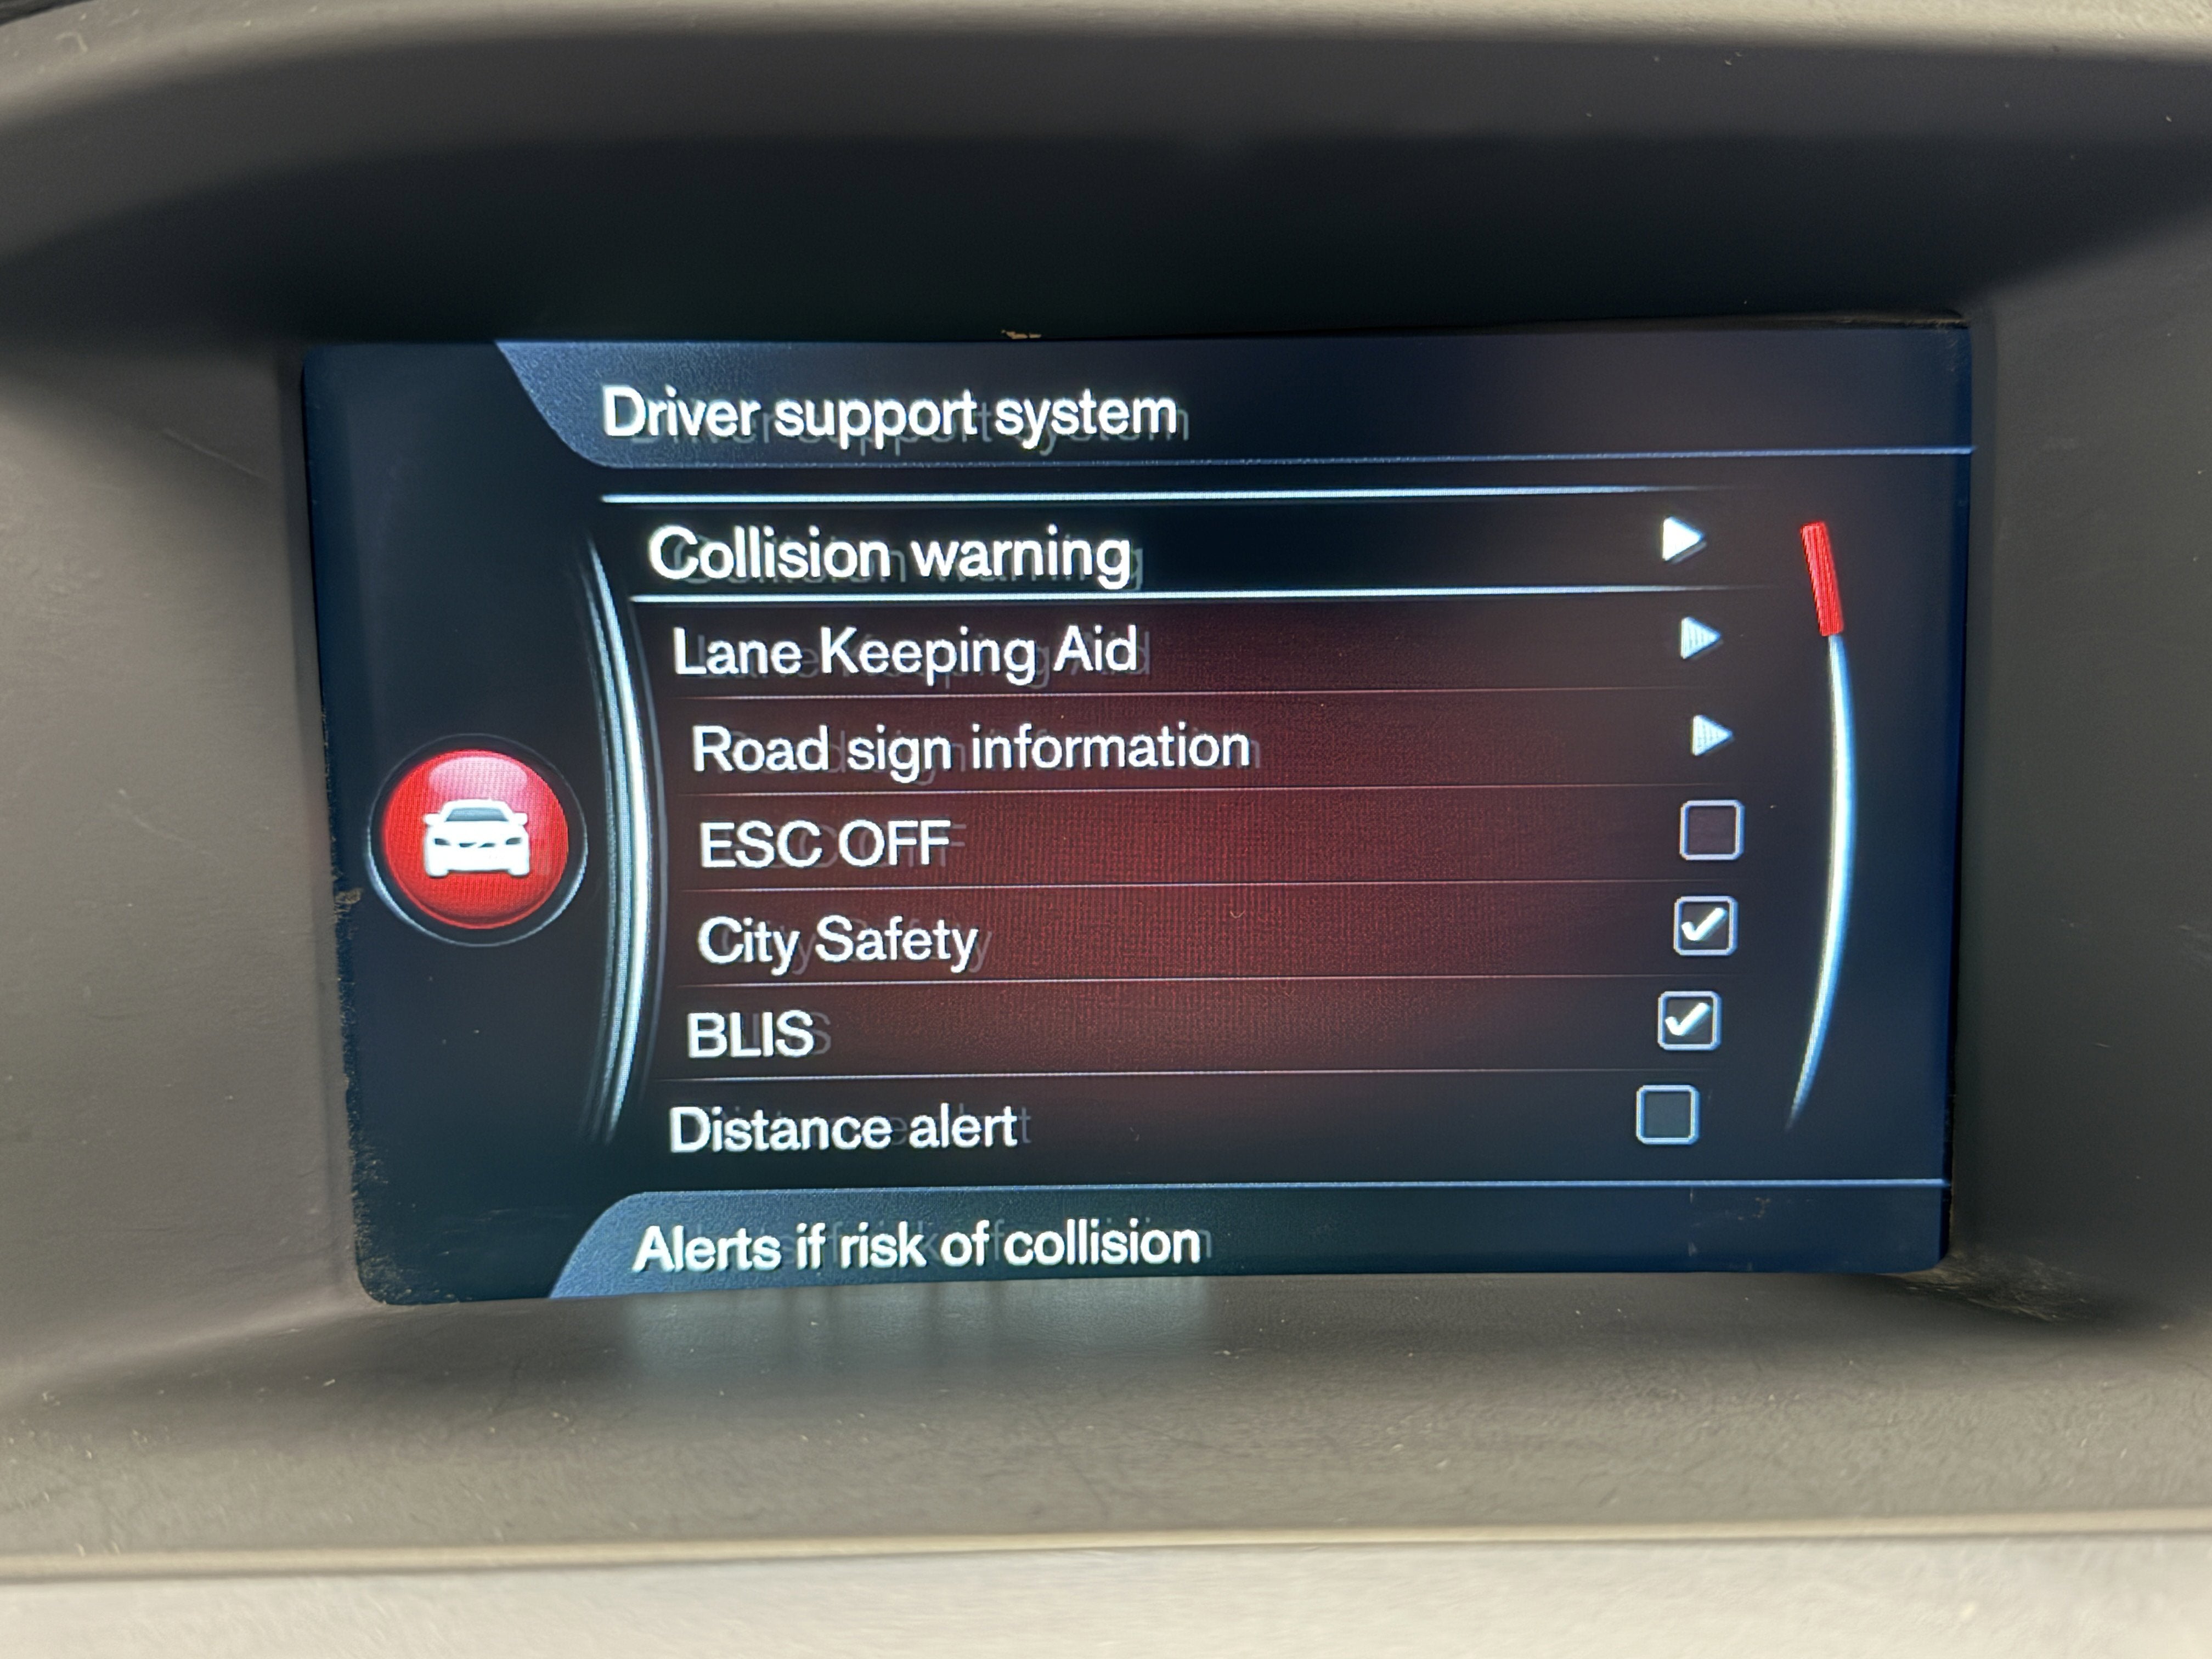 Driver support system
Collision warning
Lane Keeping Aid
Road sign information
ESC OFF
City Safety
BLIS
Distance alert
Alerts if risk of collision